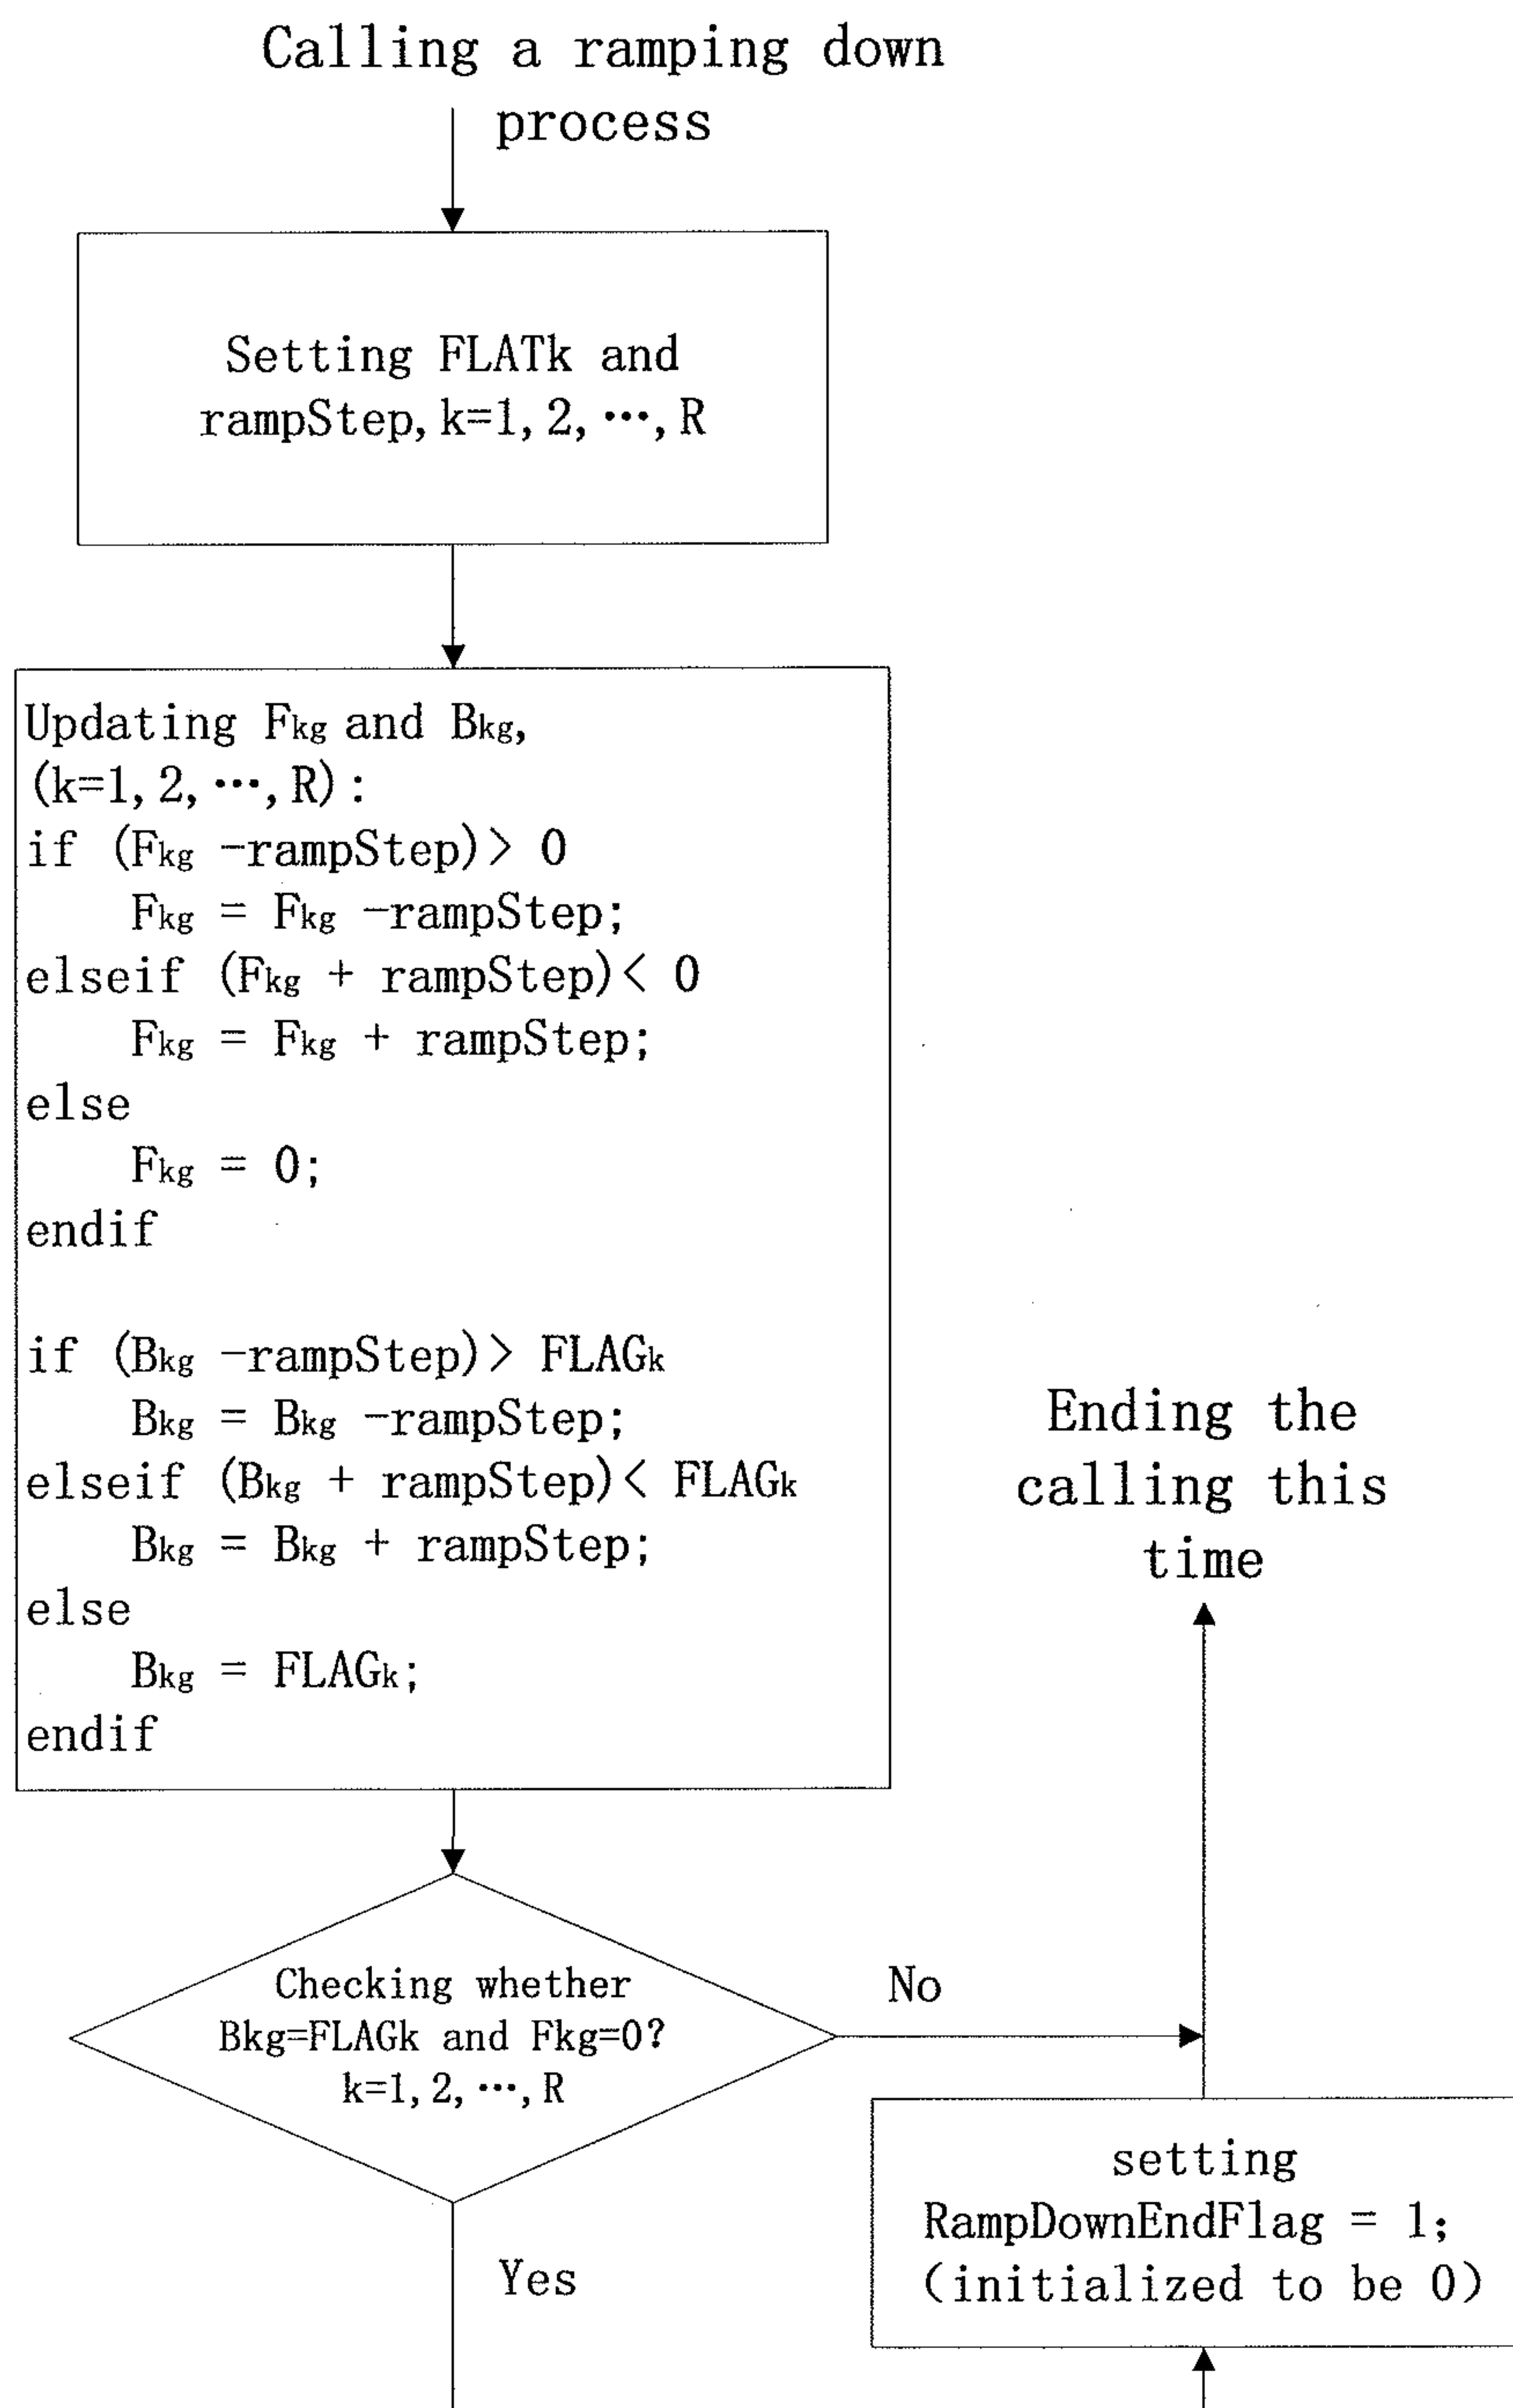 Calling a ramping down
process
Setting FLATk and
rampStep, k=1, 2, ···, R
Updating Fkg and Bkg,
(k=1, 2, ···, R):
if (Fkg -rampStep)> 0
Fkg = Fkg -rampStep;
elseif (Fkg + rampStep)< 0
Fkg = Fkg + rampStep;
else
Fkg = 0;
endif
if (Bkg -rampStep)> FLAGk
Bkg = Bkg -rampStep;
elseif (Bkg + rampStep)< FLAGk
Bkg = Bkg + rampStep;
else
Bkg = FLAGk;
endif
Ending the
calling this
time
Checking whether
Bkg=FLAGk and Fkg=0?
k=1, 2, ···, R
No
Yes
setting
RampDownEndFlag = 1;
(initialized to be 0)